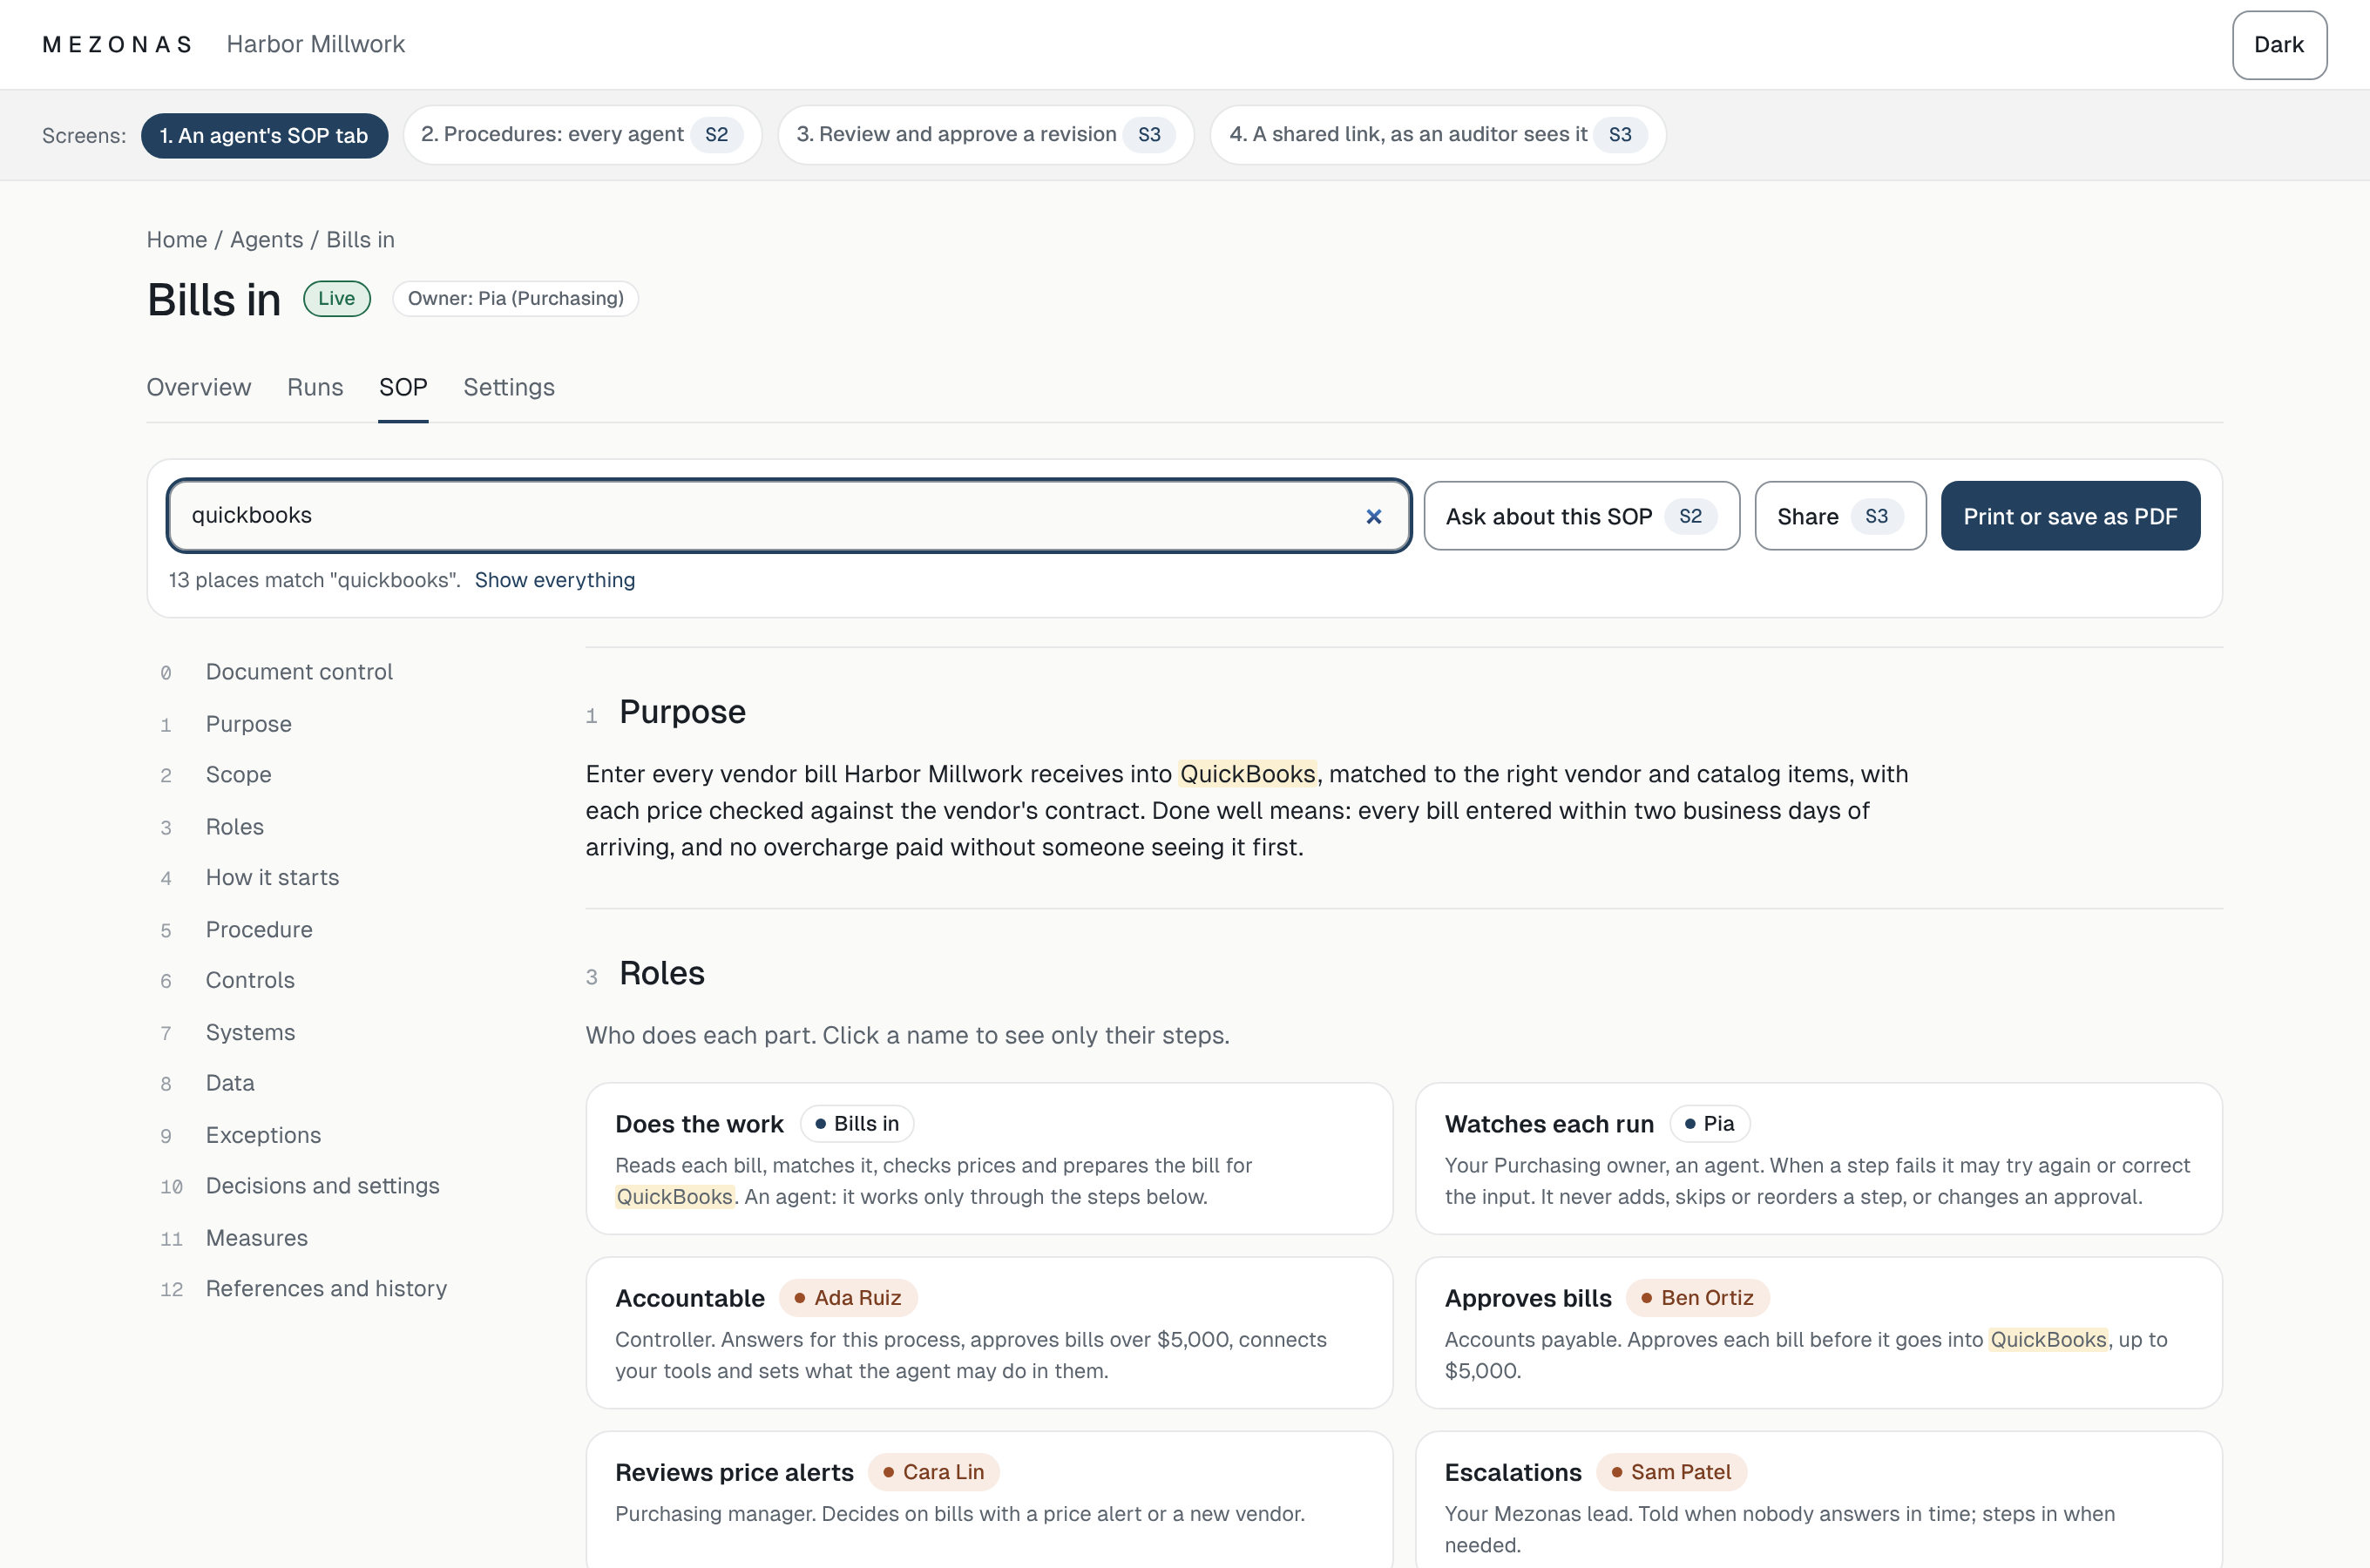 MEZONAS Harbor Millwork Dark
Screens: 1. An agent's SOP tab 2. Procedures: every agent S2 3. Review and approve a revision S3 4. A shared link, as an auditor sees it S3
Home / Agents / Bills in
Bills in Live Owner: Pia (Purchasing)
Overview Runs SOP Settings
quickbooks × Ask about this SOP S2 Share S3 Print or save as PDF
13 places match "quickbooks". Show everything
0 Document control
1 Purpose
2 Scope
3 Roles
4 How it starts
5 Procedure
6 Controls
7 Systems
8 Data
9 Exceptions
10 Decisions and settings
11 Measures
12 References and history
1 Purpose
Enter every vendor bill Harbor Millwork receives into QuickBooks, matched to the right vendor and catalog items, with
each price checked against the vendor's contract. Done well means: every bill entered within two business days of
arriving, and no overcharge paid without someone seeing it first.
3 Roles
Who does each part. Click a name to see only their steps.
Does the work Bills in
Reads each bill, matches it, checks prices and prepares the bill for
QuickBooks. An agent: it works only through the steps below.
Watches each run Pia
Your Purchasing owner, an agent. When a step fails it may try again or correct
the input. It never adds, skips or reorders a step, or changes an approval.
Accountable Ada Ruiz
Controller. Answers for this process, approves bills over $5,000, connects
your tools and sets what the agent may do in them.
Approves bills Ben Ortiz
Accounts payable. Approves each bill before it goes into QuickBooks, up to
$5,000.
Reviews price alerts Cara Lin
Purchasing manager. Decides on bills with a price alert or a new vendor.
Escalations Sam Patel
Your Mezonas lead. Told when nobody answers in time; steps in when
needed.